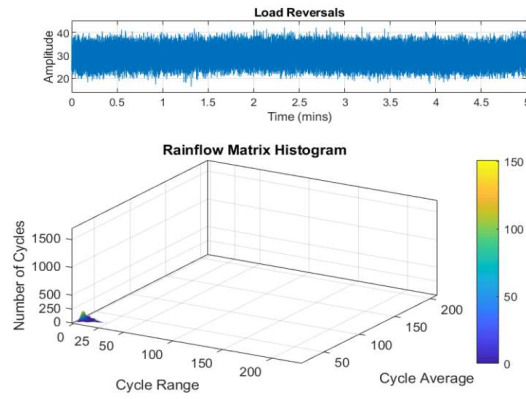 Load Reversals
Amplitude
40
30
20
0 0.5 1 1.5 2 2.5 3 3.5 4 4.5 5
Time (mins)
Rainflow Matrix Histogram
Number of Cycles
1500
1000
500
250
0
0 25 50 100 150 200
Cycle Range
50 100 150 200
Cycle Average
150
100
50
0